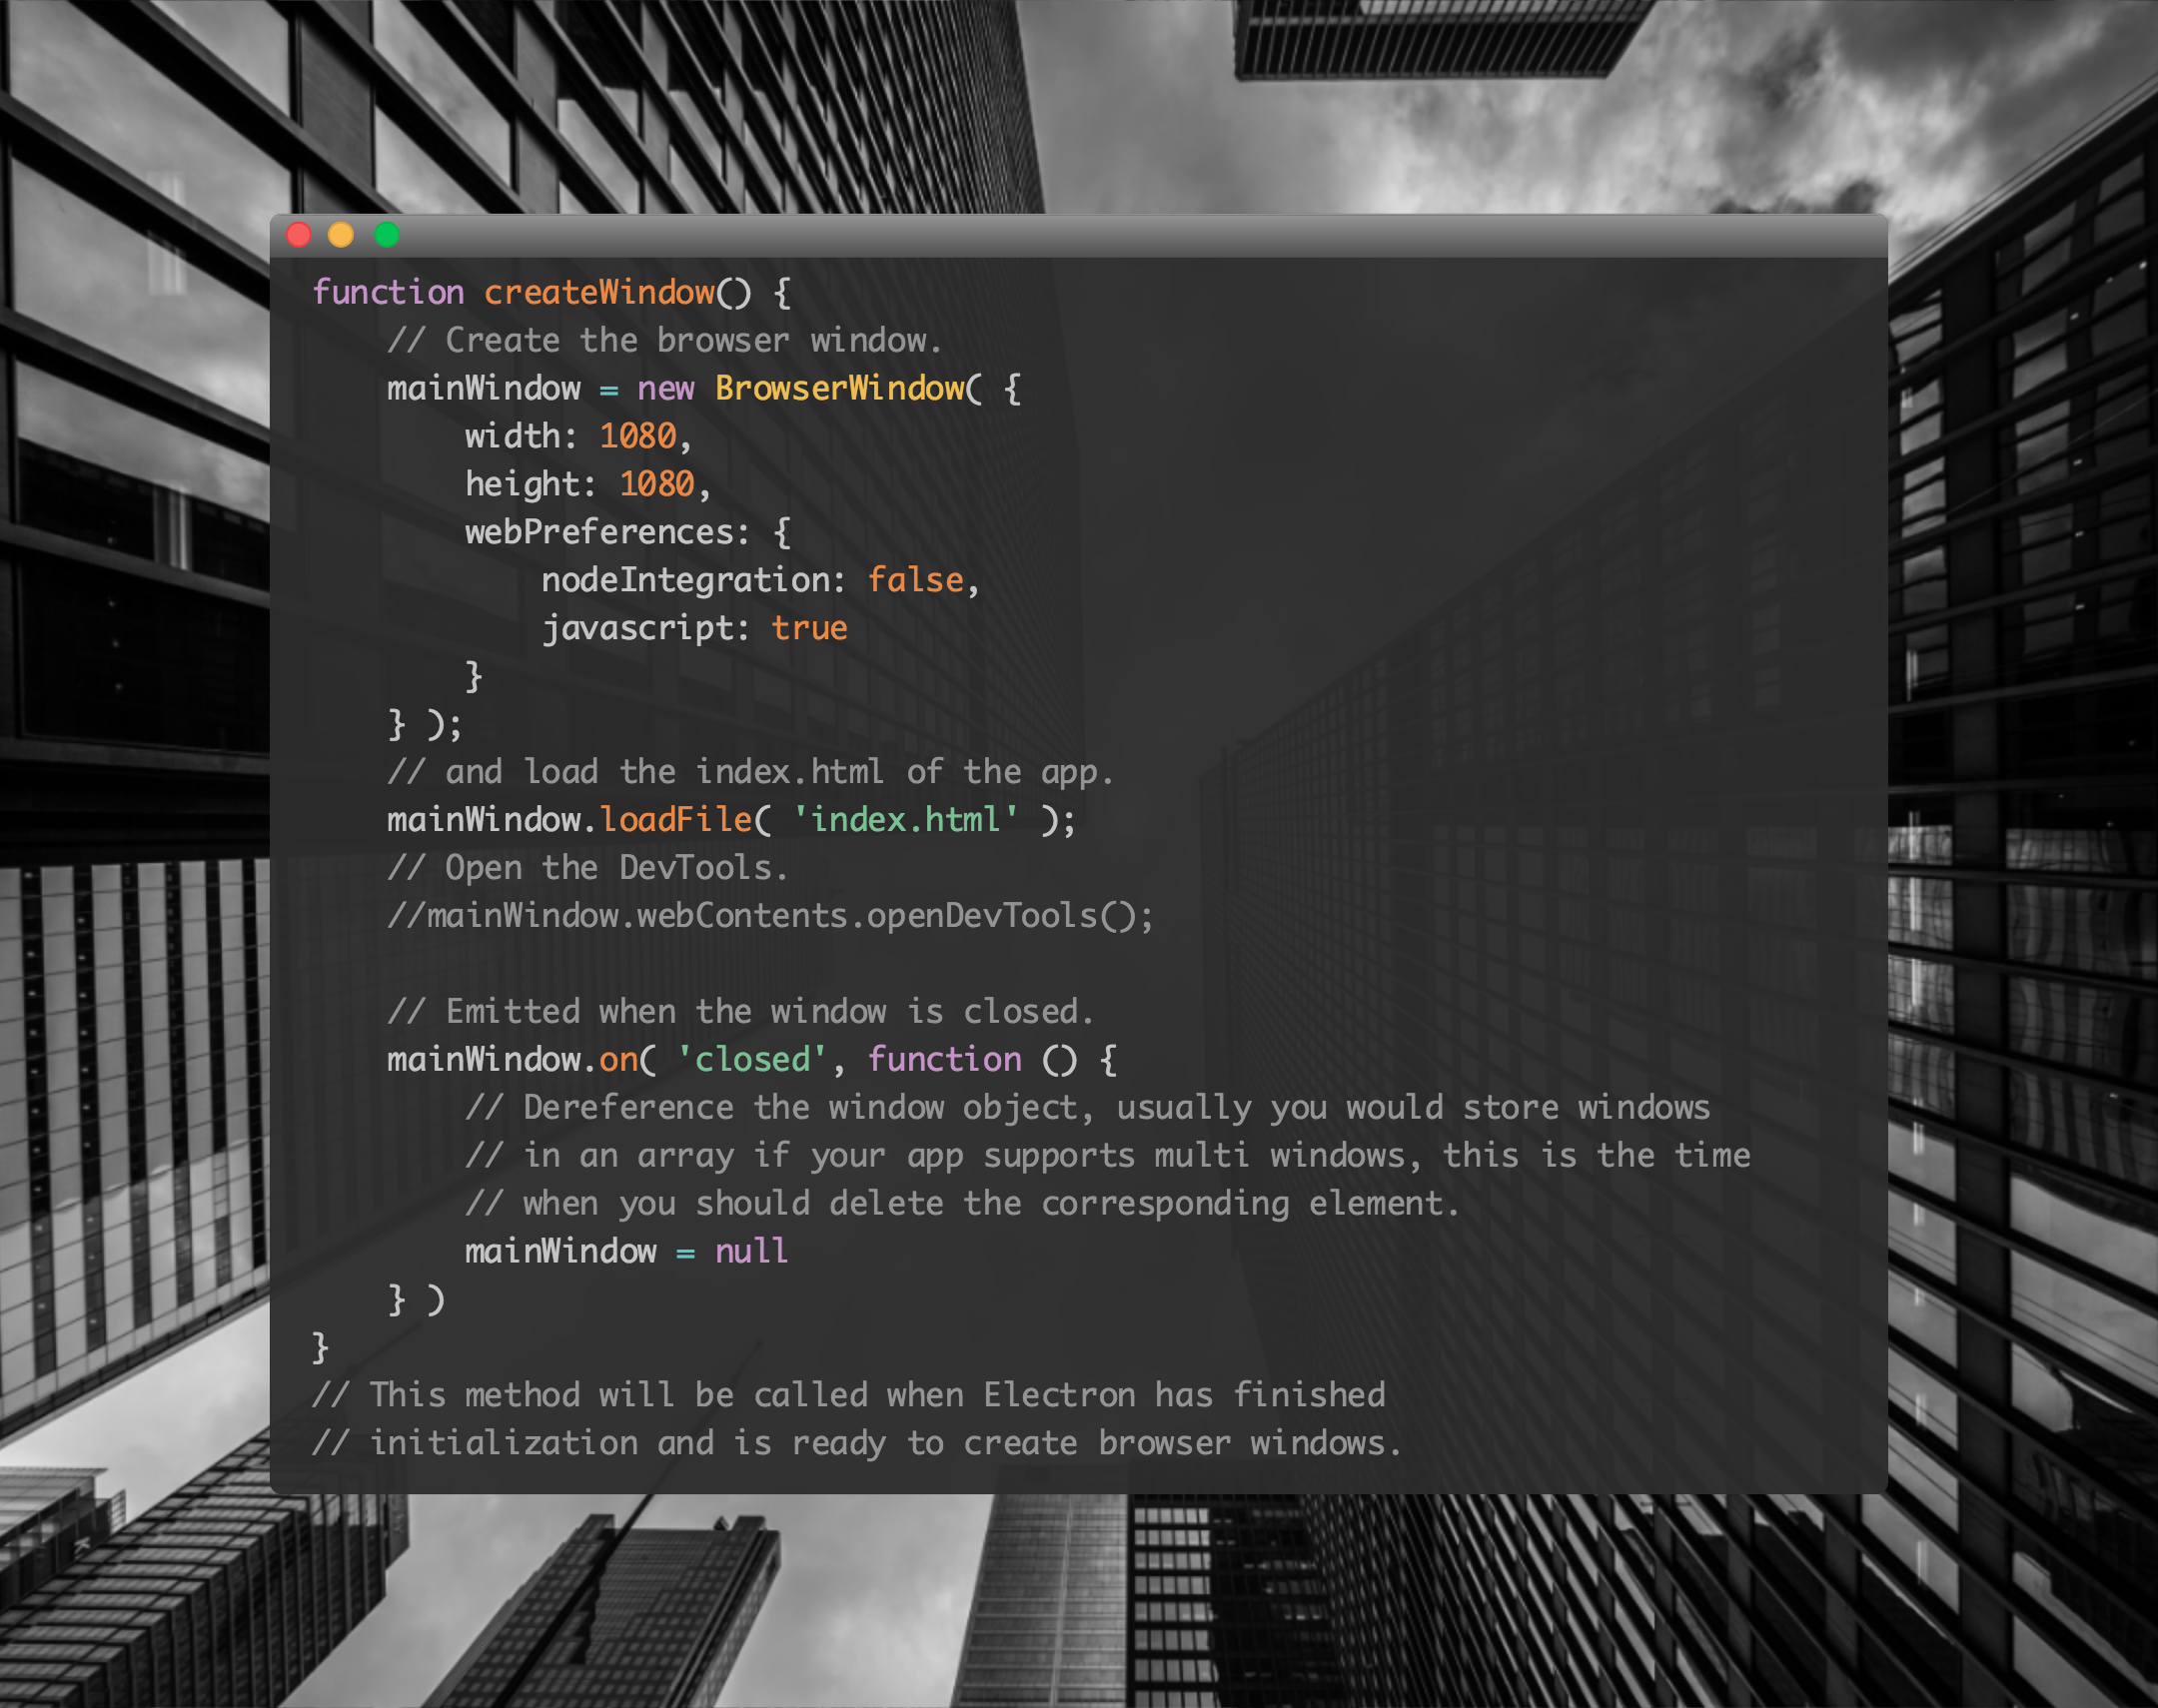 function createWindow() {
    // Create the browser window.
    mainWindow = new BrowserWindow( {
        width: 1080,
        height: 1080,
        webPreferences: {
            nodeIntegration: false,
            javascript: true
        }
    } );
    // and load the index.html of the app.
    mainWindow.loadFile( 'index.html' );
    // Open the DevTools.
    //mainWindow.webContents.openDevTools();

    // Emitted when the window is closed.
    mainWindow.on( 'closed', function () {
        // Dereference the window object, usually you would store windows
        // in an array if your app supports multi windows, this is the time
        // when you should delete the corresponding element.
        mainWindow = null
    } )
}
// This method will be called when Electron has finished
// initialization and is ready to create browser windows.